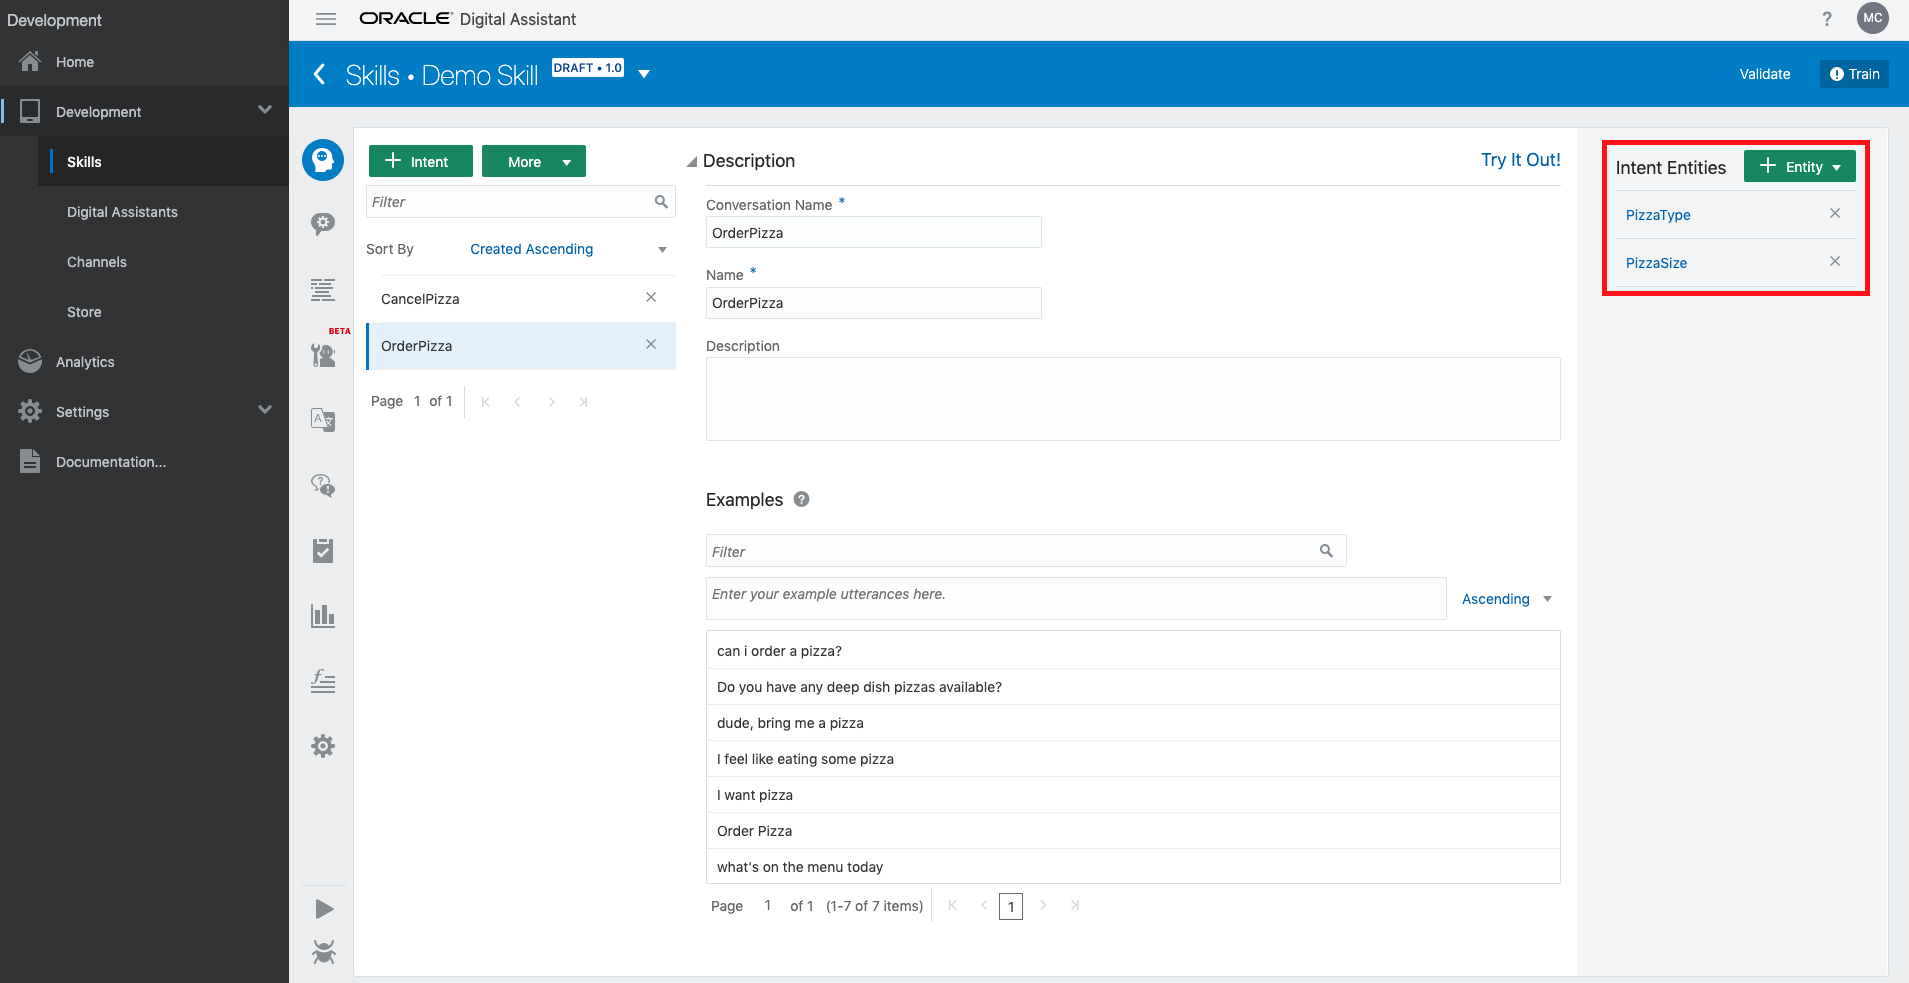 Development
Home
Development
Skills
Digital Assistants
Channels
Store
Analytics
Settings
Documentation...
ORACLE® Digital Assistant
?
MC
Skills • Demo Skill
DRAFT • 1.0
Validate
Train
BETA
+ Intent
More
Filter
Sort By
Created Ascending
CancelPizza
OrderPizza
Page 1 of 1
Description
Try It Out!
Conversation Name *
OrderPizza
Name *
OrderPizza
Description
Examples ?
Filter
Enter your example utterances here.
Ascending
can i order a pizza?
Do you have any deep dish pizzas available?
dude, bring me a pizza
I feel like eating some pizza
I want pizza
Order Pizza
what's on the menu today
Page 1 of 1 (1-7 of 7 items)
1
Intent Entities
+ Entity
PizzaType
PizzaSize